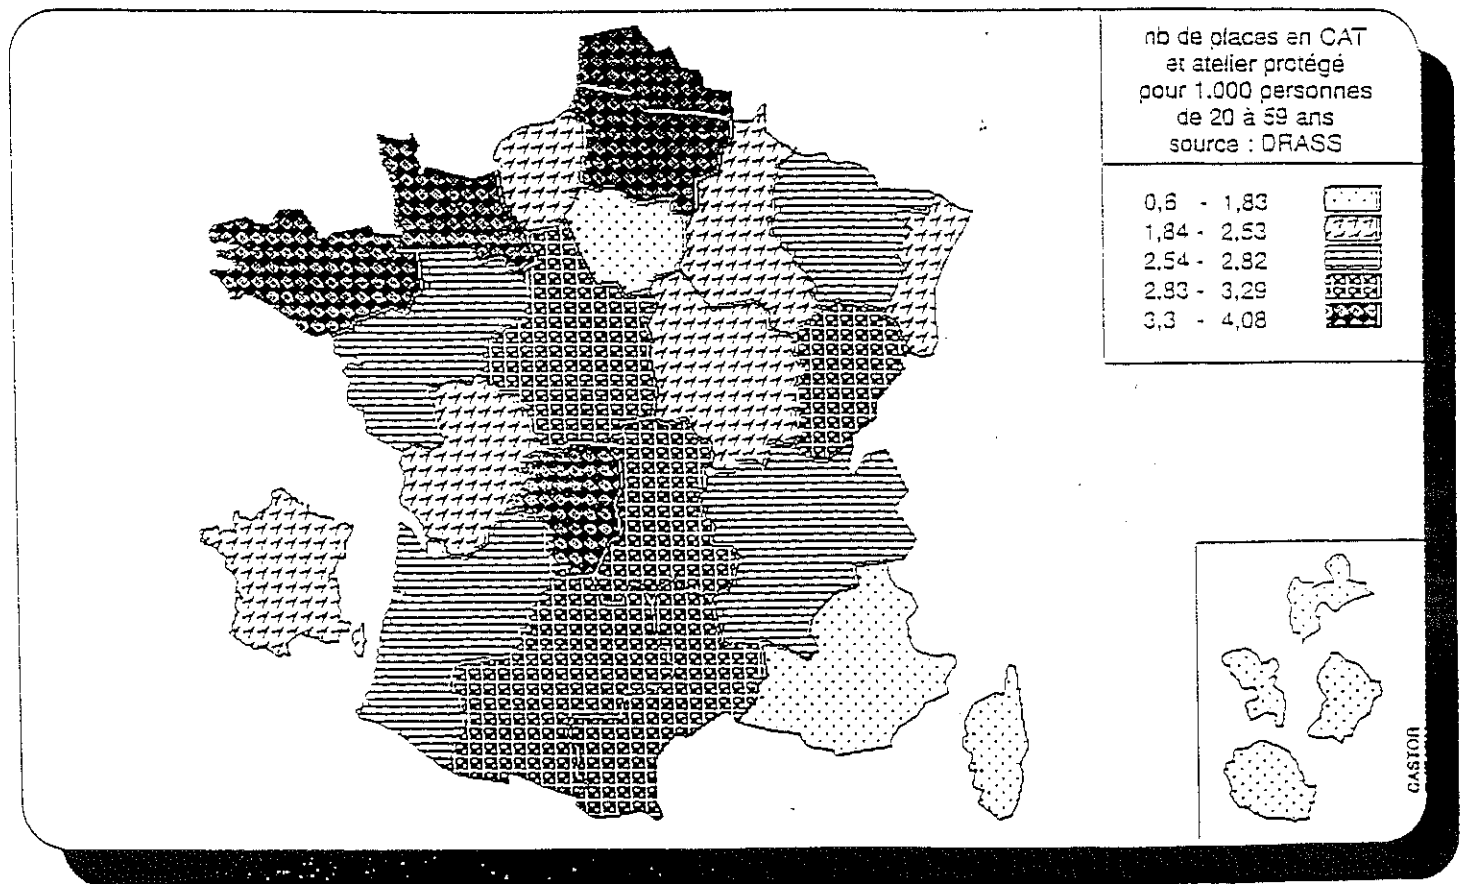 nb de places en CAT
et atelier protégé
pour 1.000 personnes
de 20 à 59 ans
source : DRASS
0,6 - 1,83
1,84 - 2,53
2,54 - 2,82
2,83 - 3,29
3,3 - 4,08
GASTON